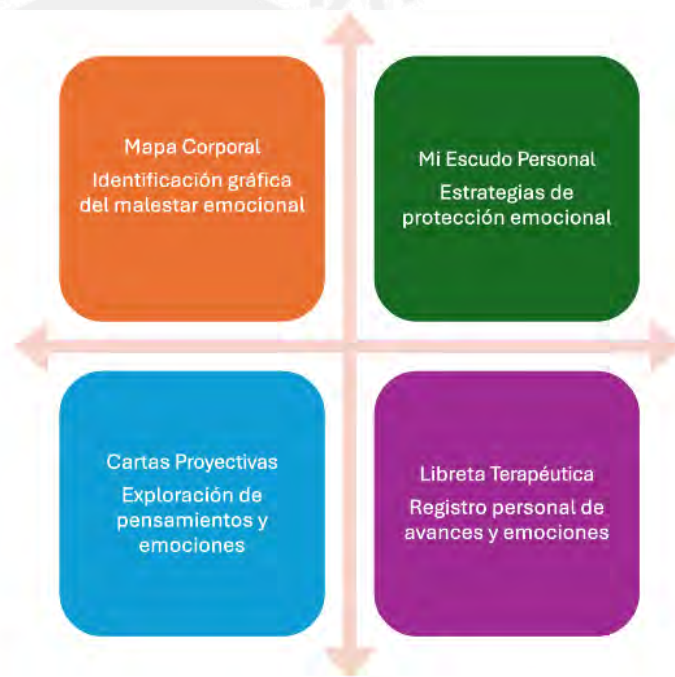 Mapa Corporal
Identificación gráfica
del malestar emocional
Mi Escudo Personal
Estrategias de
protección emocional
Cartas Proyectivas
Exploración de
pensamientos y
emociones
Libreta Terapéutica
Registro personal de
avances y emociones